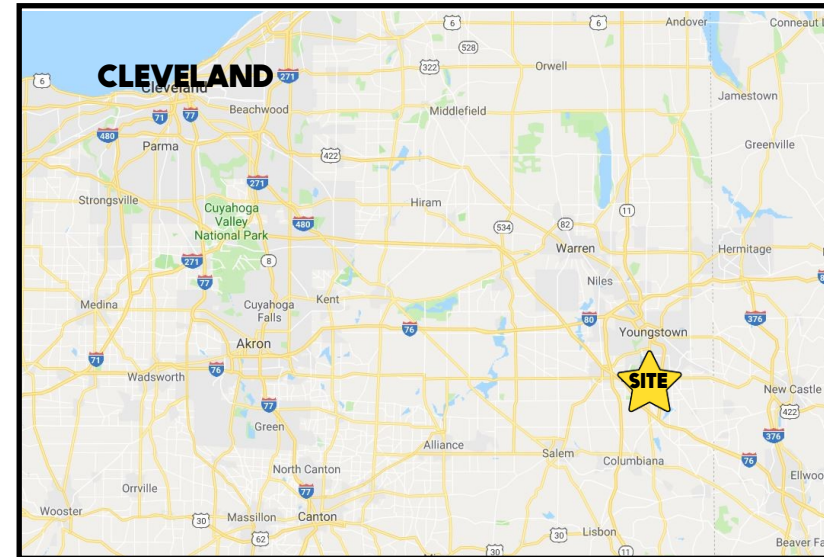 6
6
Andover
Conneaut L
528
CLEVELAND
271
322
Orwell
6
Cleveland
Jamestown
71
77
Beachwood
Middlefield
480
Parma
422
Greenville
271
Strongsville
Cuyahoga
Valley
National Park
Hiram
11
480
534
82
Warren
Hermitage
271
8
77
Niles
Medina
Cuyahoga
Falls
Kent
76
80
376
Youngstown
Akron
71
76
Wadsworth
SITE
New Castle
77
422
Green
376
Alliance
Salem
Columbiana
76
North Canton
Ellwoo
Orrville
77
Wooster
30
Massillon
Canton
30
Lisbon
62
Beaver Fa
30
11